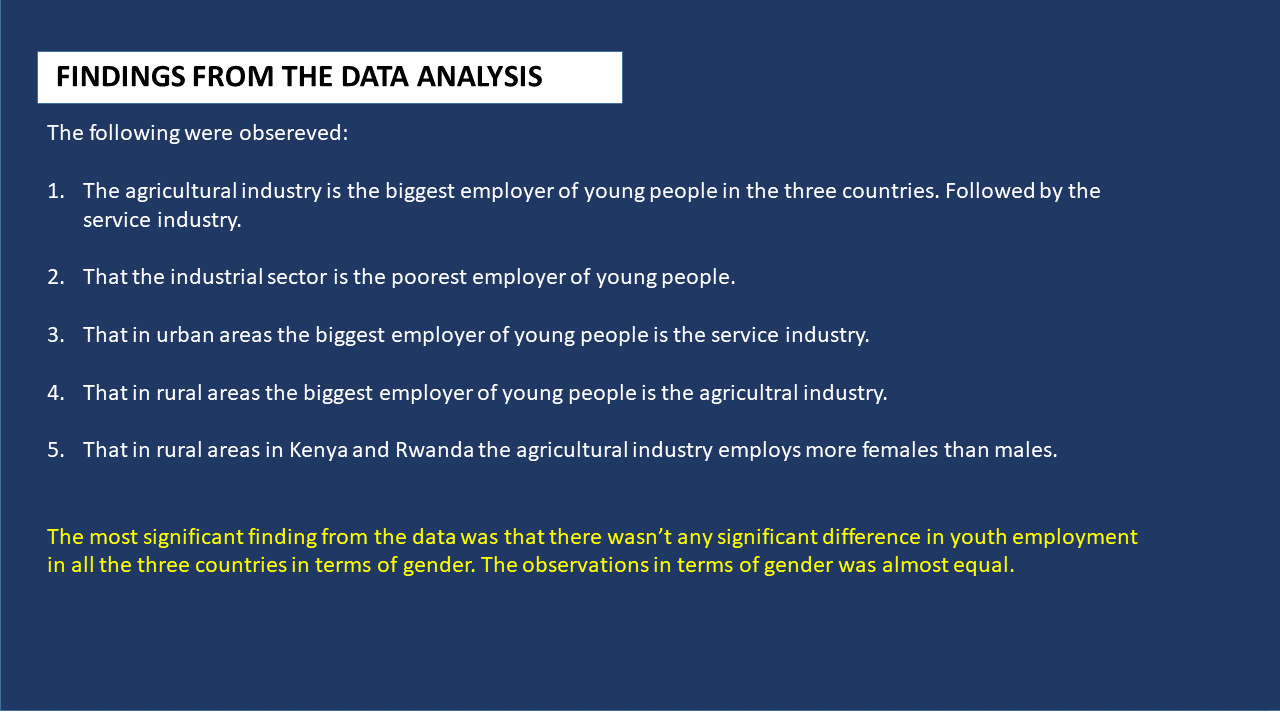 FINDINGS FROM THE DATA ANALYSIS
The following were obsereved:
1. The agricultural industry is the biggest employer of young people in the three countries. Followed by the
service industry.
2. That the industrial sector is the poorest employer of young people.
3. That in urban areas the biggest employer of young people is the service industry.
4. That in rural areas the biggest employer of young people is the agricultral industry.
5. That in rural areas in Kenya and Rwanda the agricultural industry employs more females than males.
The most significant finding from the data was that there wasn’t any significant difference in youth employment
in all the three countries in terms of gender. The observations in terms of gender was almost equal.